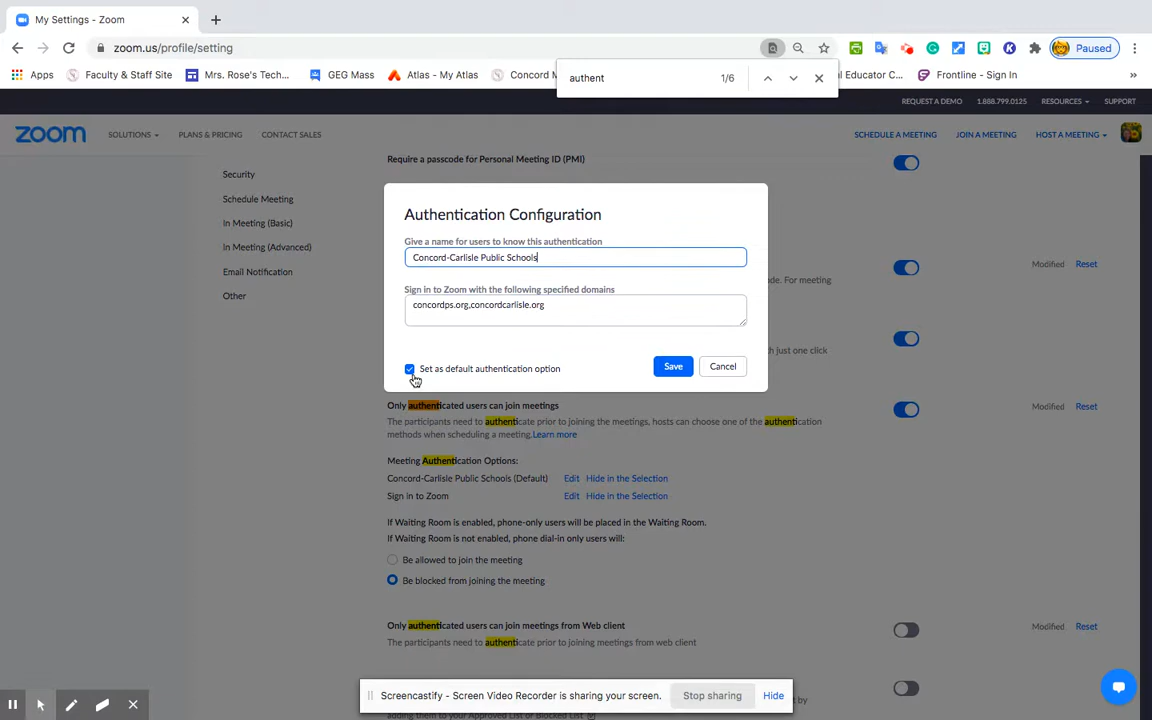 My Settings - Zoom
zoom.us/profile/setting
Paused
Apps
Faculty & Staff Site
Mrs. Rose's Tech...
GEG Mass
Atlas - My Atlas
Concord M
authent
1/6
l Educator C...
Frontline - Sign In
REQUEST A DEMO
1.888.799.0125
RESOURCES
SUPPORT
zoom
SOLUTIONS
PLANS & PRICING
CONTACT SALES
SCHEDULE A MEETING
JOIN A MEETING
HOST A MEETING
Security
Schedule Meeting
In Meeting (Basic)
In Meeting (Advanced)
Email Notification
Other
Require a passcode for Personal Meeting ID (PMI)
Authentication Configuration
Give a name for users to know this authentication
Concord-Carlisle Public Schools
Sign in to Zoom with the following specified domains
concordps.org,concordcarlisle.org
Set as default authentication option
Save
Cancel
Modified
Reset
ode. For meeting
h just one click
Only authenticated users can join meetings
Modified
Reset
The participants need to authenticate prior to joining the meetings, hosts can choose one of the authentication
methods when scheduling a meeting.Learn more
Meeting Authentication Options:
Concord-Carlisle Public Schools (Default)
Edit
Hide in the Selection
Sign in to Zoom
Edit
Hide in the Selection
If Waiting Room is enabled, phone-only users will be placed in the Waiting Room.
If Waiting Room is not enabled, phone dial-in only users will:
Be allowed to join the meeting
Be blocked from joining the meeting
Only authenticated users can join meetings from Web client
Modified
Reset
The participants need to authenticate prior to joining meetings from web client
Screencastify - Screen Video Recorder is sharing your screen.
Stop sharing
Hide
by
adding them to your Approved List or Blocked List